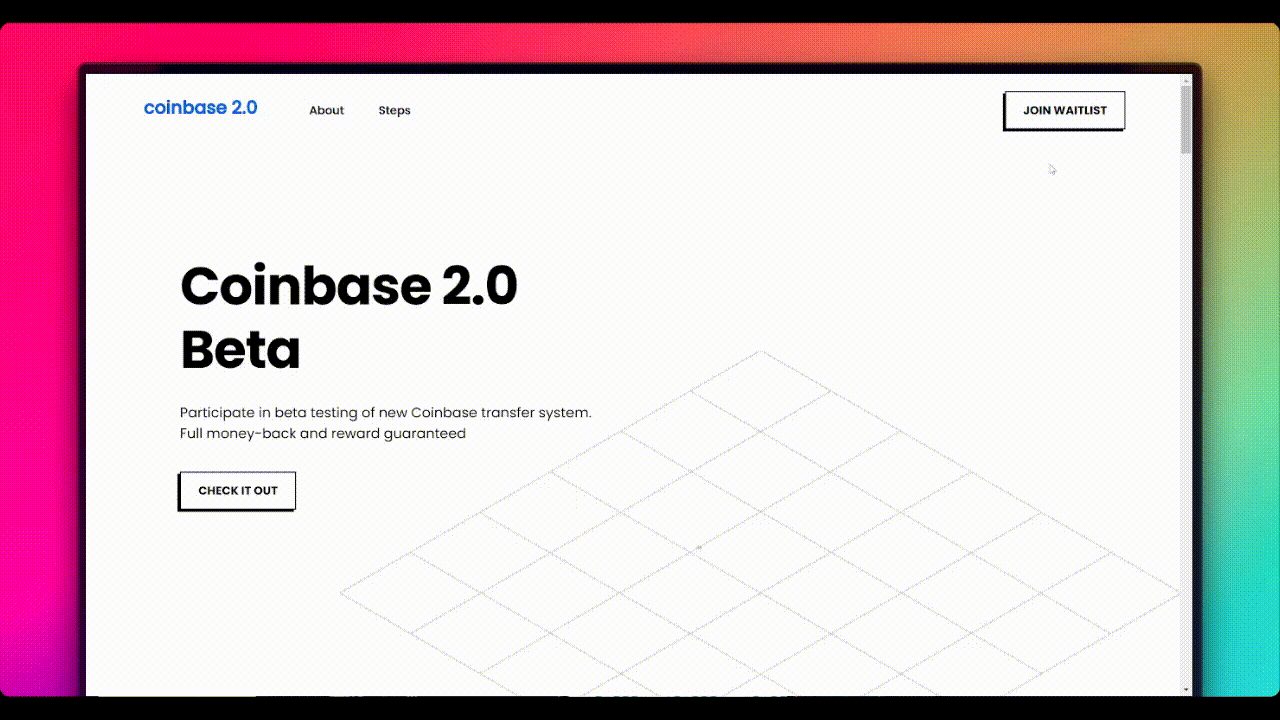 coinbase 2.0
About
Steps
JOIN WAITLIST
Coinbase 2.0
Beta
Participate in beta testing of new Coinbase transfer system.
Full money-back and reward guaranteed
CHECK IT OUT